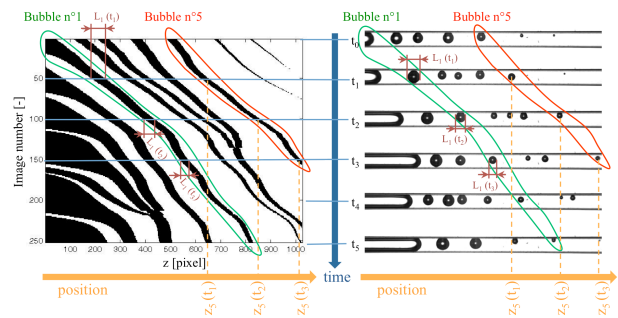 Bubble n°1
L₁ (t₁)
Bubble n°5
Bubble n°1
Bubble n°5
Image number [-]
50
100
150
200
250
L₁ (t₂)
L₁ (t₃)
100 200 300 400 500 600 700 800 900 1000
z [pixel]
position
z₅ (t₁)
z₅ (t₂)
z₅ (t₃)
time
t₀
t₁
t₂
t₃
t₄
t₅
L₁ (t₁)
L₁ (t₂)
L₁ (t₃)
position
z₅ (t₁)
z₅ (t₂)
z₅ (t₃)